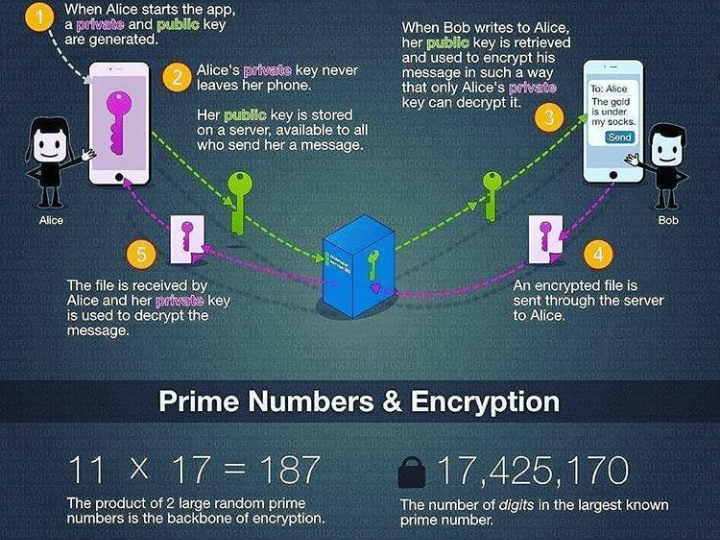 1
When Alice starts the app,
a private and public key
are generated.
2
Alice's private key never
leaves her phone.
Her public key is stored
on a server, available to all
who send her a message.
When Bob writes to Alice,
her public key is retrieved
and used to encrypt his
message in such a way
that only Alice's private
key can decrypt it.
3
To: Alice
The gold
is under
my socks.
Send
Alice
Bob
4
An encrypted file is
sent through the server
to Alice.
5
The file is received by
Alice and her private key
is used to decrypt the
message.
Prime Numbers & Encryption
11 x 17 = 187
The product of 2 large random prime
numbers is the backbone of encryption.
17,425,170
The number of digits in the largest known
prime number.